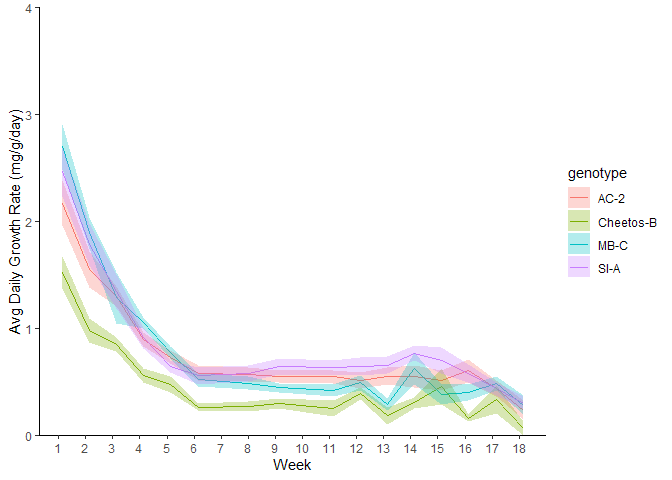 Avg Daily Growth Rate (mg/g/day)
4
3
2
1
0
1 2 3 4 5 6 7 8 9 10 11 12 13 14 15 16 17 18
Week
genotype
AC-2
Cheetos-B
MB-C
SI-A